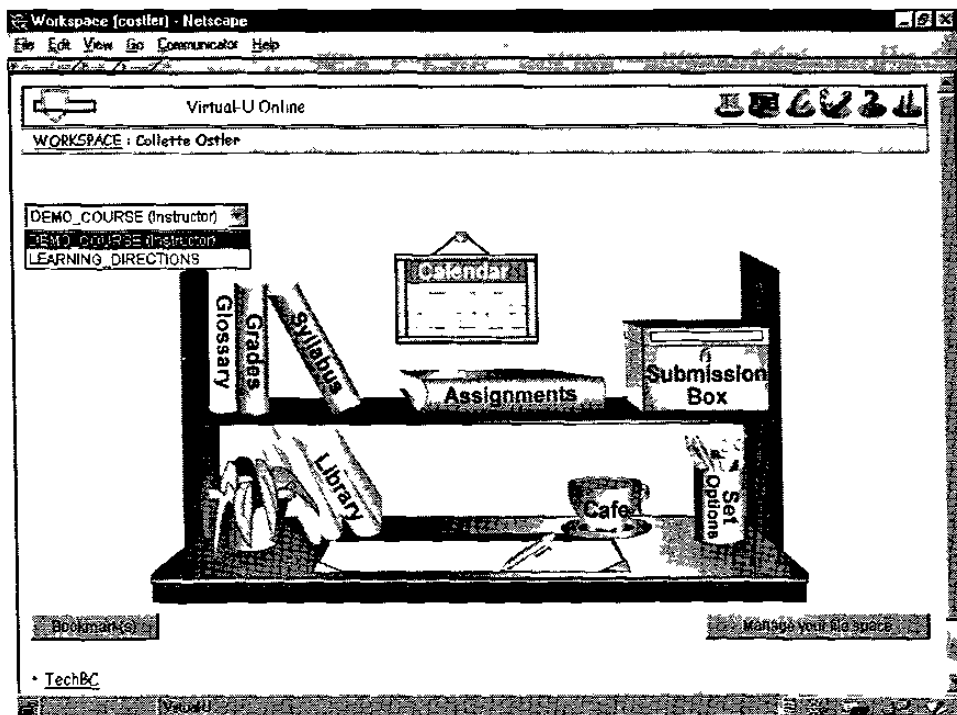 Workspace [costler] - Netscape
File Edit View Go Communicator Help
Virtual-U Online
WORKSPACE : Collette Ostler
DEMO_COURSE (Instructor)
DEMO_COURSE (Instructor)
LEARNING_DIRECTIONS
Calendar
Glossary
Grades
Syllabus
Assignments
Submission
Box
Library
Cafe
Set
Options
Bookmark(s)
Manage your file space
• TechBC
Virtual-U